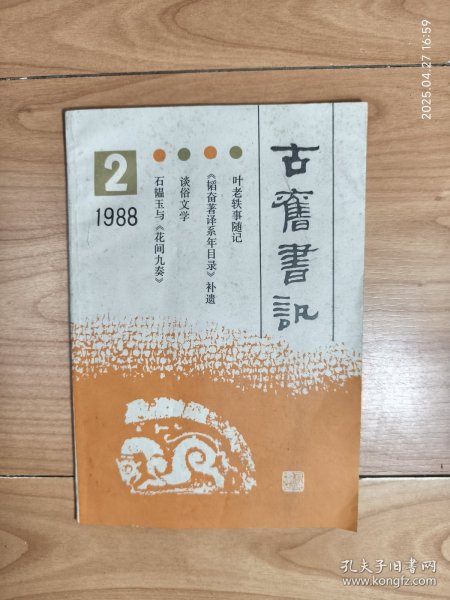 2025.04.27 16:59
古舊書訊
叶老轶事随记
《韬奋著译系年目录》补遗
谈俗文学
石韫玉与《花间九奏》
2
1988
孔夫子旧书网
www.kongfz.com